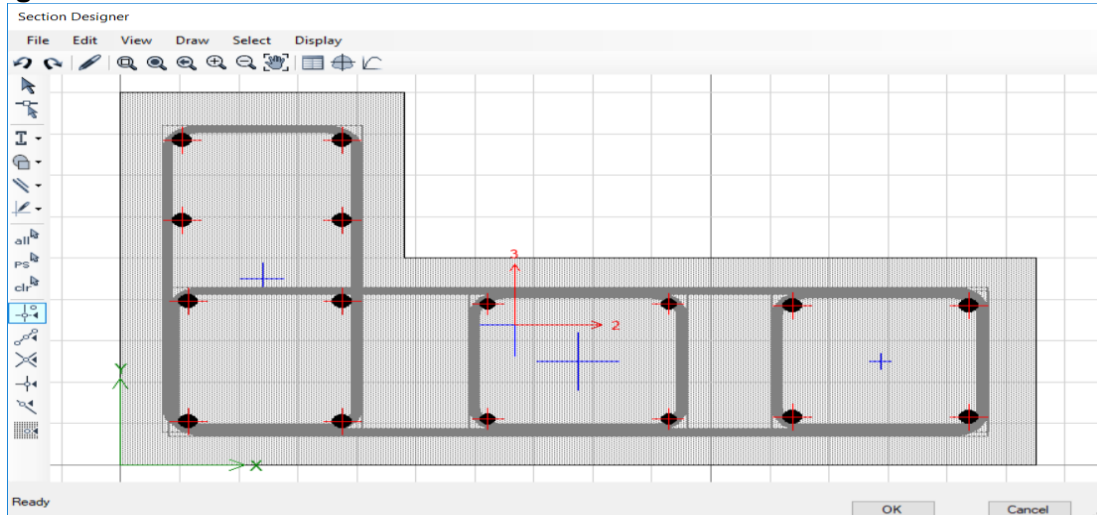 Section Designer
File Edit View Draw Select Display
all
PS
clr
3
2
Y
X
Ready
OK Cancel